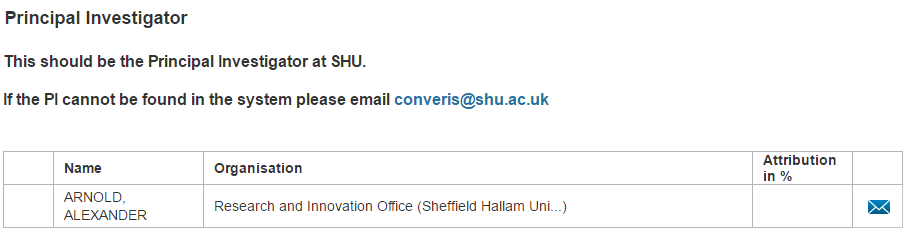 Principal Investigator
This should be the Principal Investigator at SHU.
If the PI cannot be found in the system please email converis@shu.ac.uk
Name Organisation Attribution in %
ARNOLD, ALEXANDER Research and Innovation Office (Sheffield Hallam Uni...)